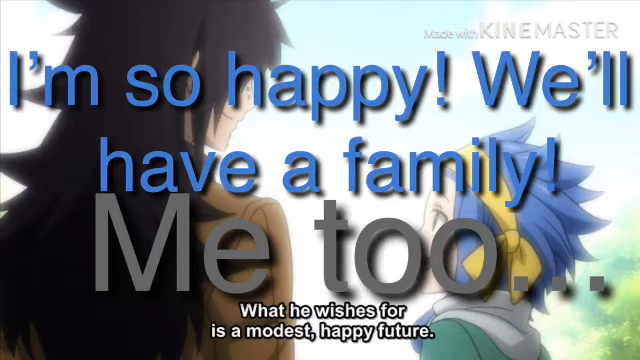 Made with KINEMASTER
I'm so happy! We'll
have a family!
Me too...
What he wishes for
is a modest, happy future.